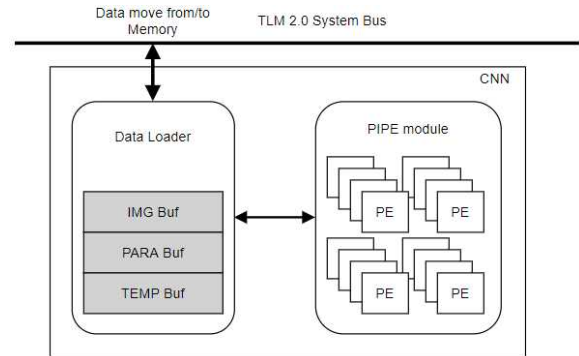 Data move from/to
Memory
TLM 2.0 System Bus
CNN
Data Loader
PIPE module
IMG Buf
PARA Buf
TEMP Buf
PE
PE
PE
PE